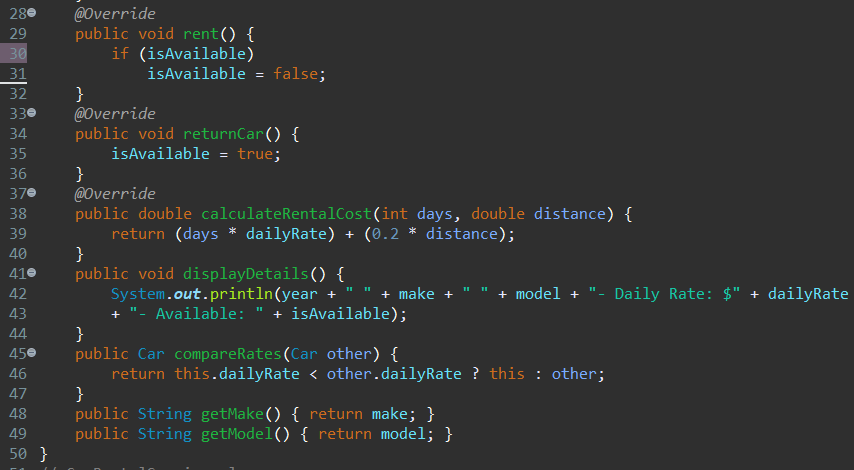 28 @Override
29 public void rent() {
30 if (isAvailable)
31 isAvailable = false;
32 }
33 @Override
34 public void returnCar() {
35 isAvailable = true;
36 }
37 @Override
38 public double calculateRentalCost(int days, double distance) {
39 return (days * dailyRate) + (0.2 * distance);
40 }
41 public void displayDetails() {
42 System.out.println(year + " " + make + " " + model + "- Daily Rate: $" + dailyRate
43 + "- Available: " + isAvailable);
44 }
45 public Car compareRates(Car other) {
46 return this.dailyRate < other.dailyRate ? this : other;
47 }
48 public String getMake() { return make; }
49 public String getModel() { return model; }
50 }